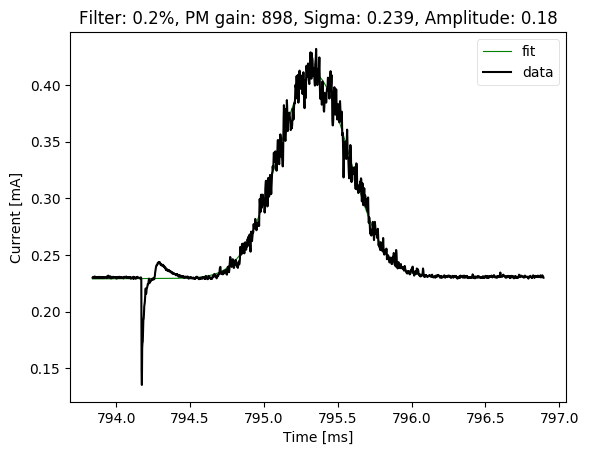 Filter: 0.2%, PM gain: 898, Sigma: 0.239, Amplitude: 0.18
fit
data
0.40
0.35
0.30
0.25
0.20
0.15
Current [mA]
794.0 794.5 795.0 795.5 796.0 796.5 797.0
Time [ms]